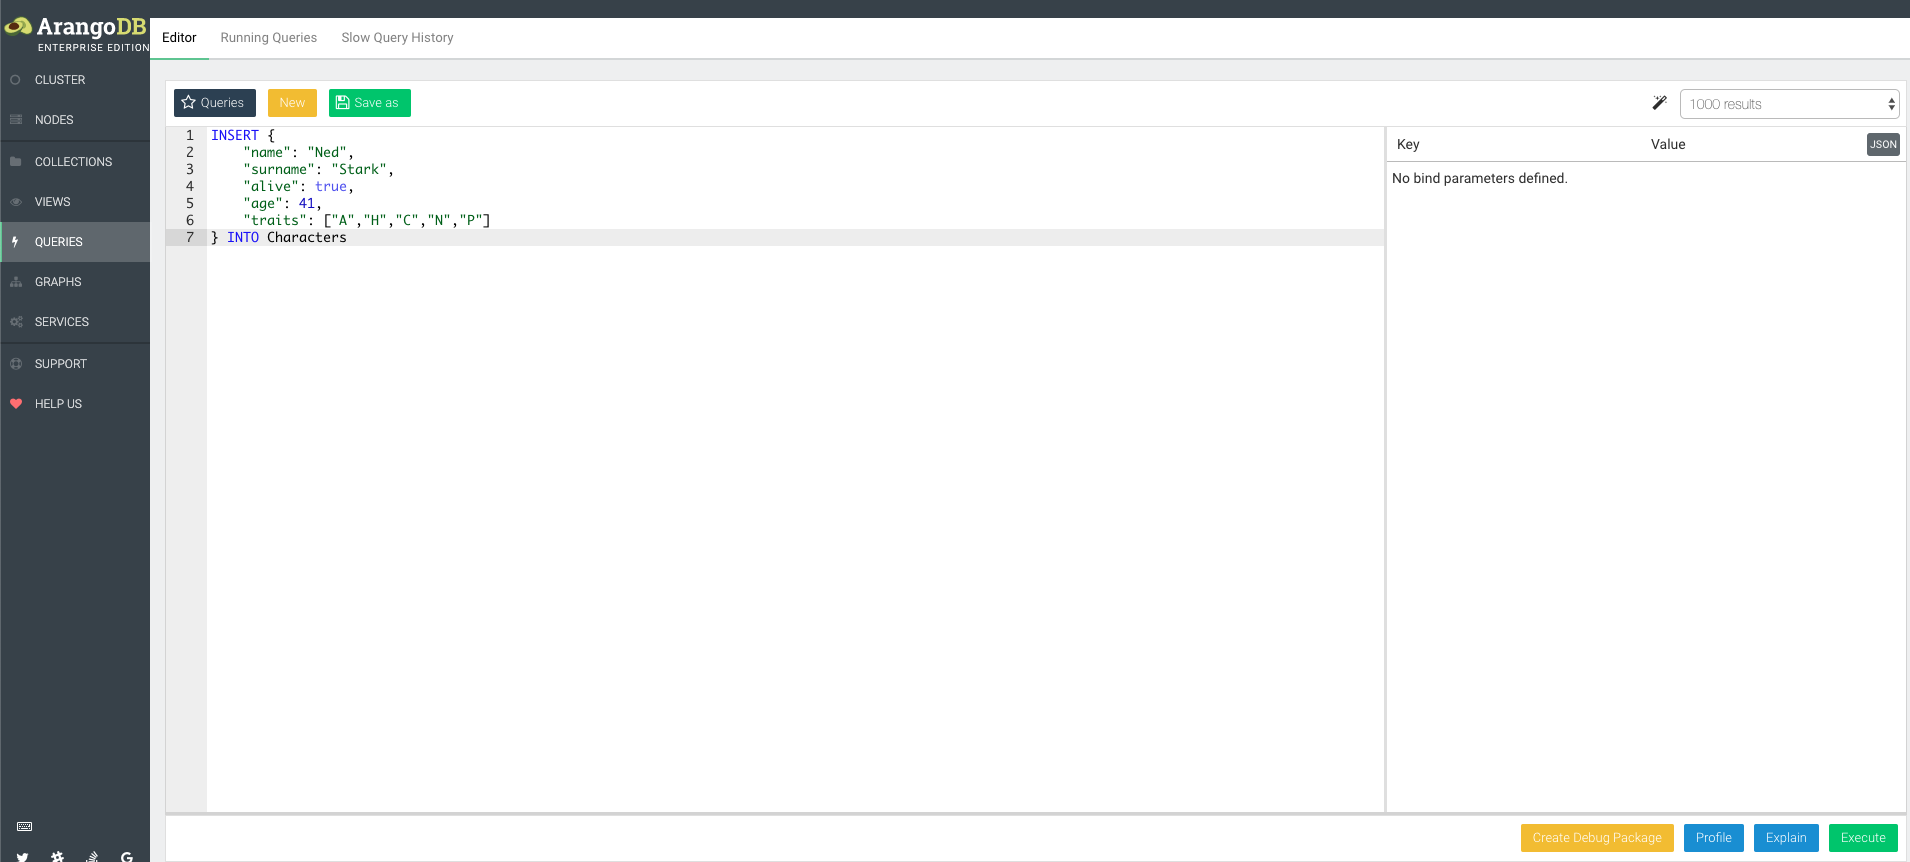 ArangoDB
ENTERPRISE EDITION
CLUSTER
NODES
COLLECTIONS
VIEWS
QUERIES
GRAPHS
SERVICES
SUPPORT
HELP US
Editor Running Queries Slow Query History
Queries New Save as 1000 results
1 INSERT {
2     "name": "Ned",
3     "surname": "Stark",
4     "alive": true,
5     "age": 41,
6     "traits": ["A","H","C","N","P"]
7 } INTO Characters
Key Value JSON
No bind parameters defined.
Create Debug Package Profile Explain Execute